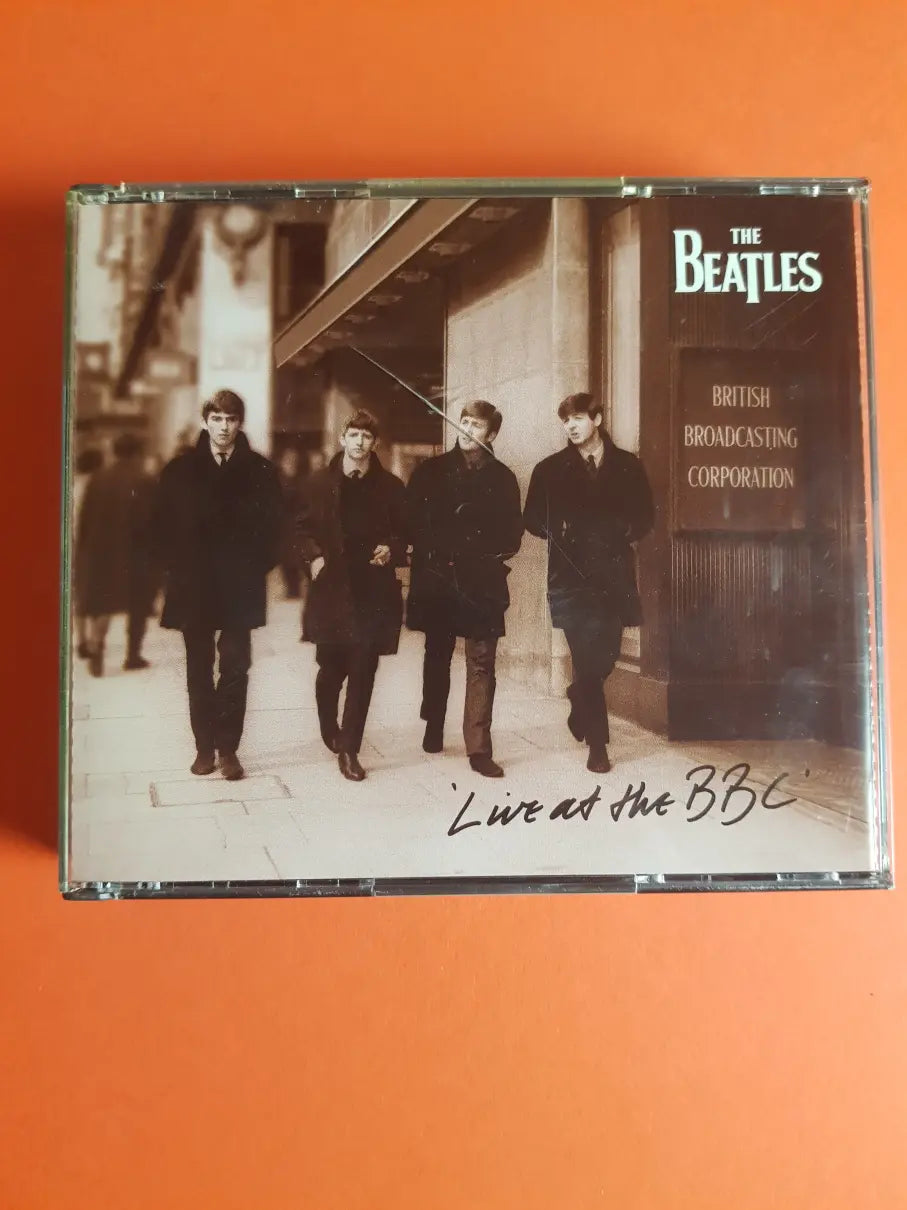 THE
BEATLES
BRITISH
BROADCASTING
CORPORATION
'Live at the BBC'